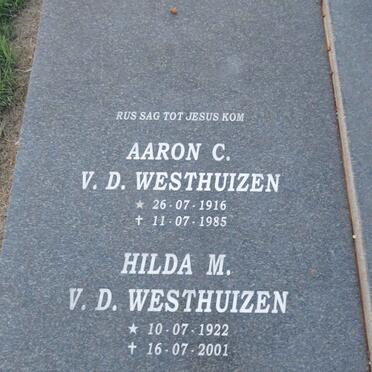 RUS SAG TOT JESUS KOM
AARON C.
V. D. WESTHUIZEN
★ 26-07-1916
✝ 11-07-1985
HILDA M.
V. D. WESTHUIZEN
★ 10-07-1922
✝ 16-07-2001